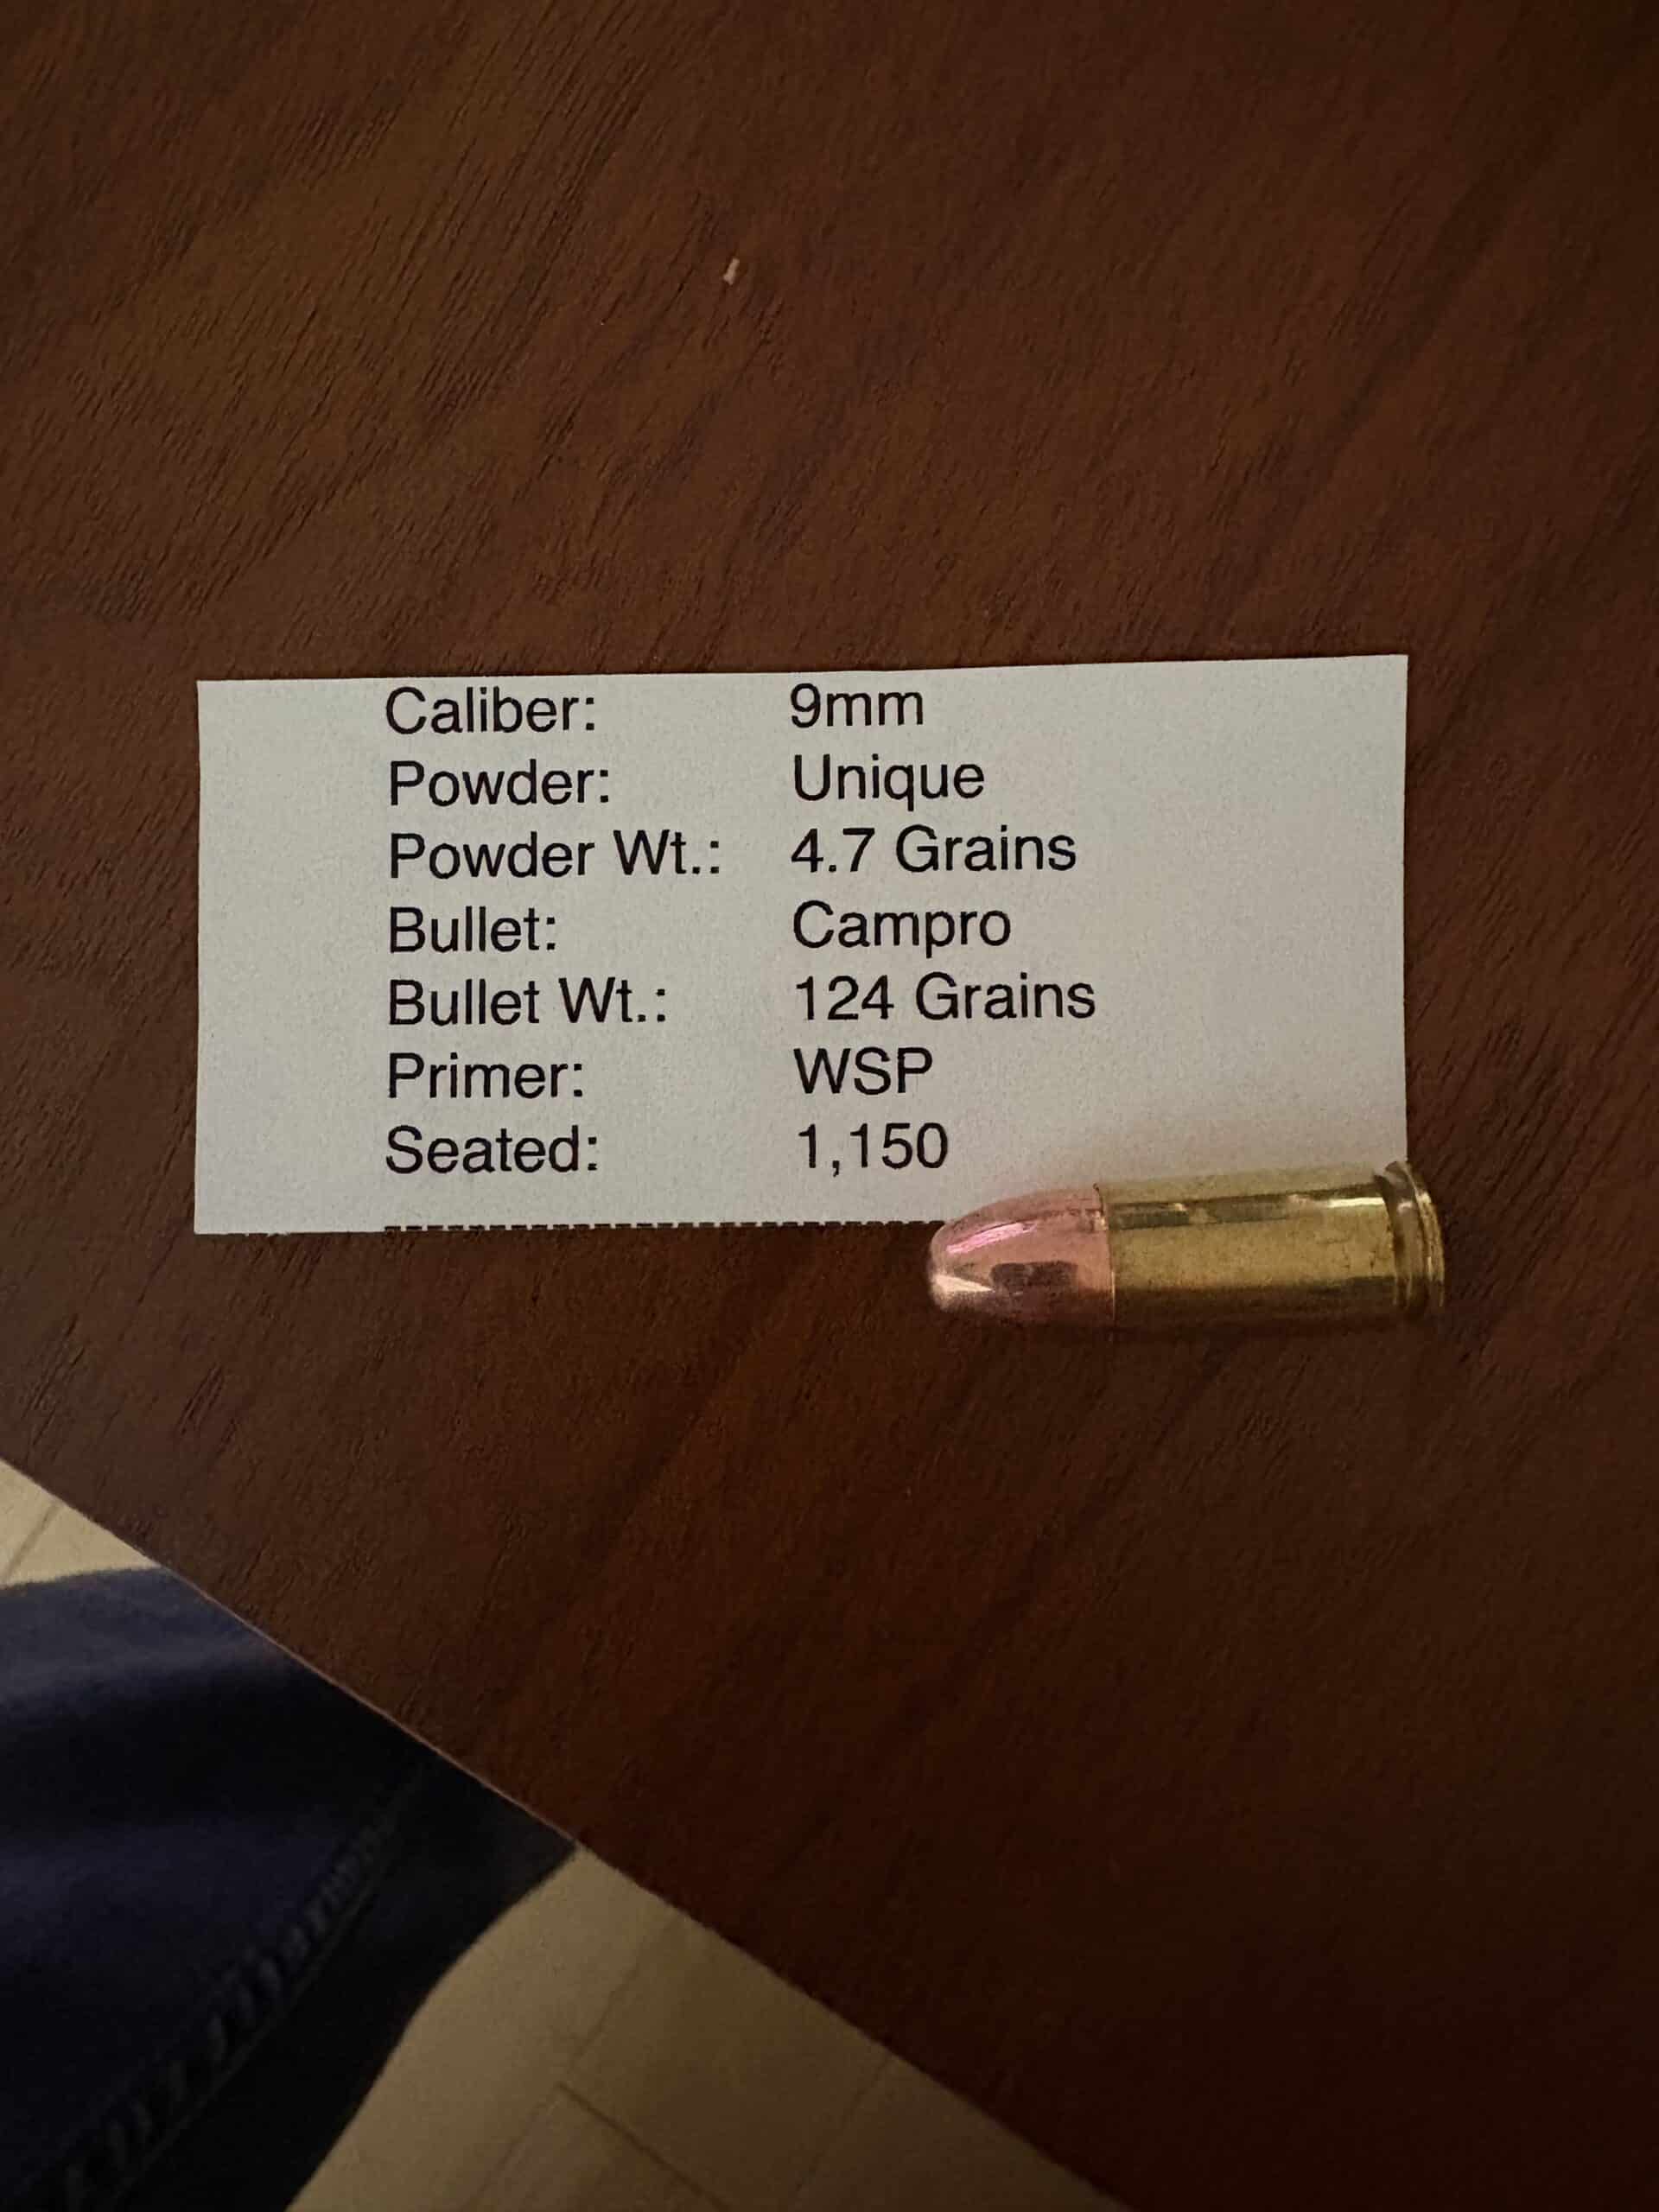 Caliber: 9mm
Powder: Unique
Powder Wt.: 4.7 Grains
Bullet: Campro
Bullet Wt.: 124 Grains
Primer: WSP
Seated: 1,150